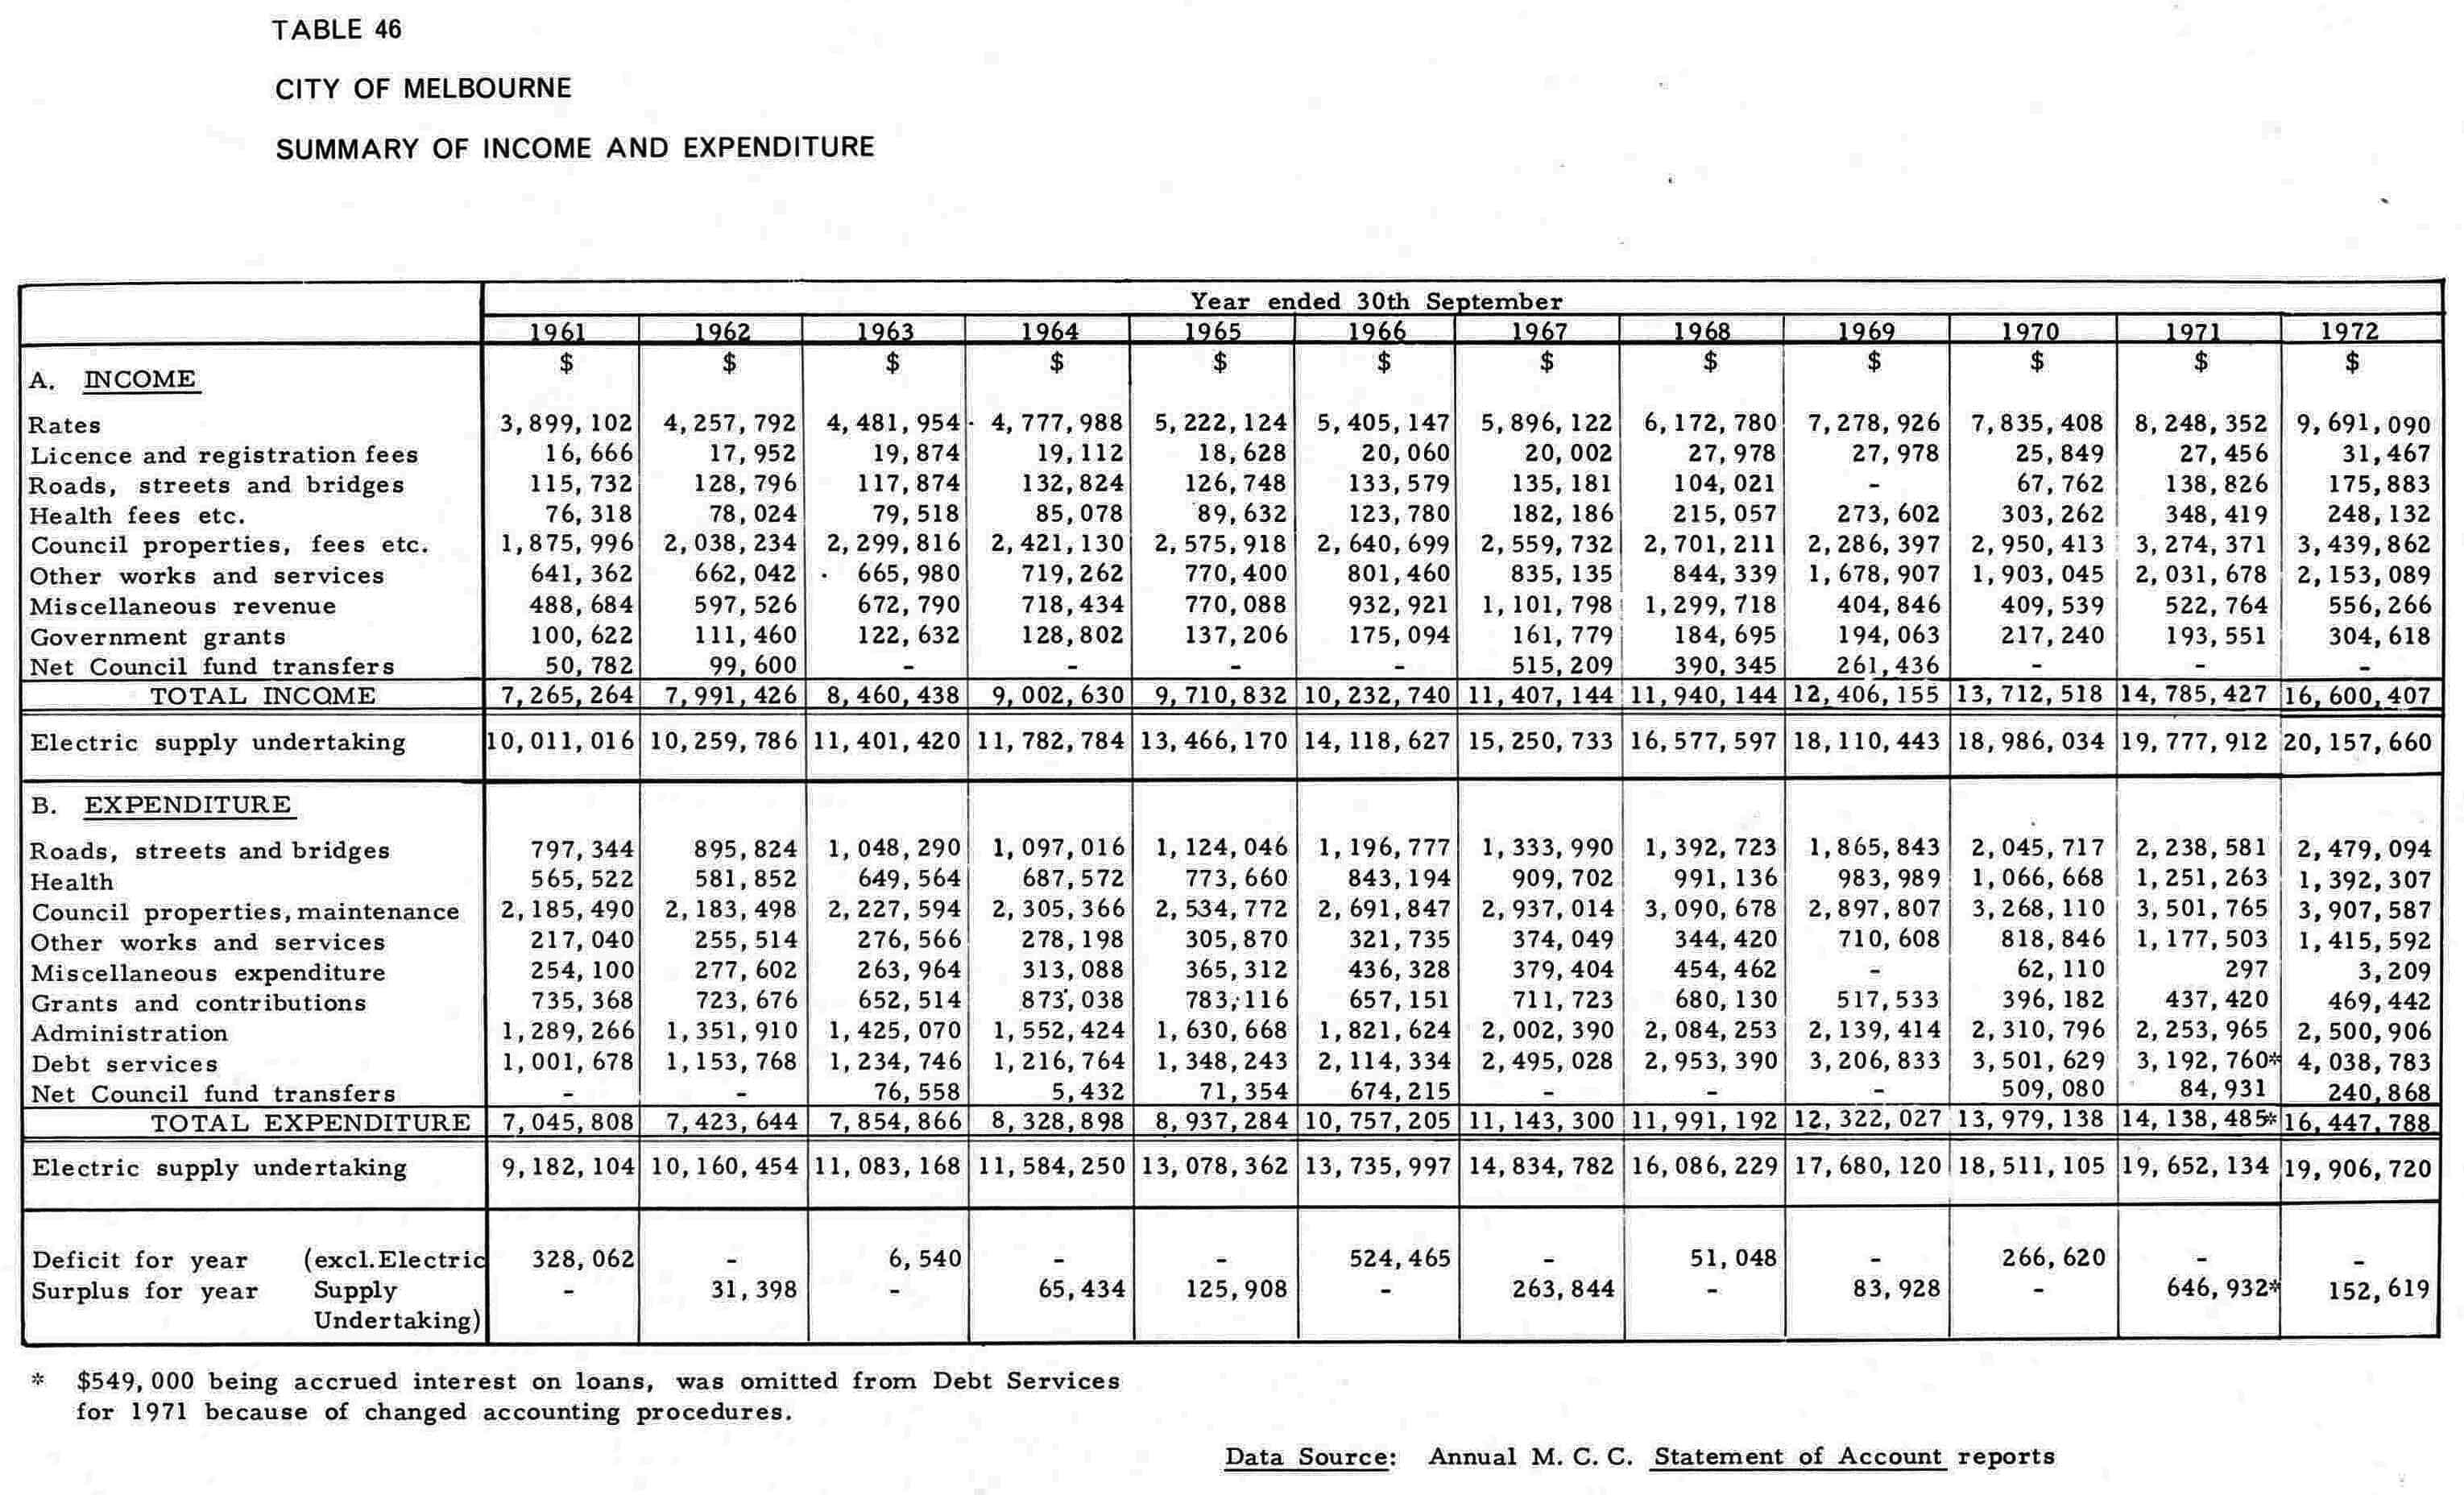 TABLE 46
CITY OF MELBOURNE
SUMMARY OF INCOME AND EXPENDITURE
Year ended 30th September
1961 1962 1963 1964 1965 1966 1967 1968 1969 1970 1971 1972
$ $ $ $ $ $ $ $ $ $ $ $
A. INCOME
Rates 3,899,102 4,257,792 4,481,954 4,777,988 5,222,124 5,405,147 5,896,122 6,172,780 7,278,926 7,835,408 8,248,352 9,691,090
Licence and registration fees 16,666 17,952 19,874 19,112 18,628 20,060 20,002 27,978 27,978 25,849 27,456 31,467
Roads, streets and bridges 115,732 128,796 117,874 132,824 126,748 133,579 135,181 104,021 - 67,762 138,826 175,883
Health fees etc. 76,318 78,024 79,518 85,078 89,632 123,780 182,186 215,057 273,602 303,262 348,419 248,132
Council properties, fees etc. 1,875,996 2,038,234 2,299,816 2,421,130 2,575,918 2,640,699 2,559,732 2,701,211 2,286,397 2,950,413 3,274,371 3,439,862
Other works and services 641,362 662,042 665,980 719,262 770,400 801,460 835,135 844,339 1,678,907 1,903,045 2,031,678 2,153,089
Miscellaneous revenue 488,684 597,526 672,790 718,434 770,088 932,921 1,101,798 1,299,718 404,846 409,539 522,764 556,266
Government grants 100,622 111,460 122,632 128,802 137,206 175,094 161,779 184,695 194,063 217,240 193,551 304,618
Net Council fund transfers 50,782 99,600 - - - - 515,209 390,345 261,436 - - -
TOTAL INCOME 7,265,264 7,991,426 8,460,438 9,002,630 9,710,832 10,232,740 11,407,144 11,940,144 12,406,155 13,712,518 14,785,427 16,600,407
Electric supply undertaking 10,011,016 10,259,786 11,401,420 11,782,784 13,466,170 14,118,627 15,250,733 16,577,597 18,110,443 18,986,034 19,777,912 20,157,660
B. EXPENDITURE
Roads, streets and bridges 797,344 895,824 1,048,290 1,097,016 1,124,046 1,196,777 1,333,990 1,392,723 1,865,843 2,045,717 2,238,581 2,479,094
Health 565,522 581,852 649,564 687,572 773,660 843,194 909,702 991,136 983,989 1,066,668 1,251,263 1,392,307
Council properties, maintenance 2,185,490 2,183,498 2,227,594 2,305,366 2,534,772 2,691,847 2,937,014 3,090,678 2,897,807 3,268,110 3,501,765 3,907,587
Other works and services 217,040 255,514 276,566 278,198 305,870 321,735 374,049 344,420 710,608 818,846 1,177,503 1,415,592
Miscellaneous expenditure 254,100 277,602 263,964 313,088 365,312 436,328 379,404 454,462 - 62,110 297 3,209
Grants and contributions 735,368 723,676 652,514 873,038 783,116 657,151 711,723 680,130 517,533 396,182 437,420 469,442
Administration 1,289,266 1,351,910 1,425,070 1,552,424 1,630,668 1,821,624 2,002,390 2,084,253 2,139,414 2,310,796 2,253,965 2,500,906
Debt services 1,001,678 1,153,768 1,234,746 1,216,764 1,348,243 2,114,334 2,495,028 2,953,390 3,206,833 3,501,629 3,192,760* 4,038,783
Net Council fund transfers - - 76,558 5,432 71,354 674,215 - - - 509,080 84,931 240,868
TOTAL EXPENDITURE 7,045,808 7,423,644 7,854,866 8,328,898 8,937,284 10,757,205 11,143,300 11,991,192 12,322,027 13,979,138 14,138,485* 16,447,788
Electric supply undertaking 9,182,104 10,160,454 11,083,168 11,584,250 13,078,362 13,735,997 14,834,782 16,086,229 17,680,120 18,511,105 19,652,134 19,906,720
Deficit for year (excl. Electric 328,062 - 6,540 - - 524,465 - 51,048 - 266,620 - -
Surplus for year Supply - 31,398 - 65,434 125,908 - 263,844 - 83,928 - 646,932* 152,619
Undertaking)
* $549,000 being accrued interest on loans, was omitted from Debt Services
for 1971 because of changed accounting procedures.
Data Source: Annual M.C.C. Statement of Account reports